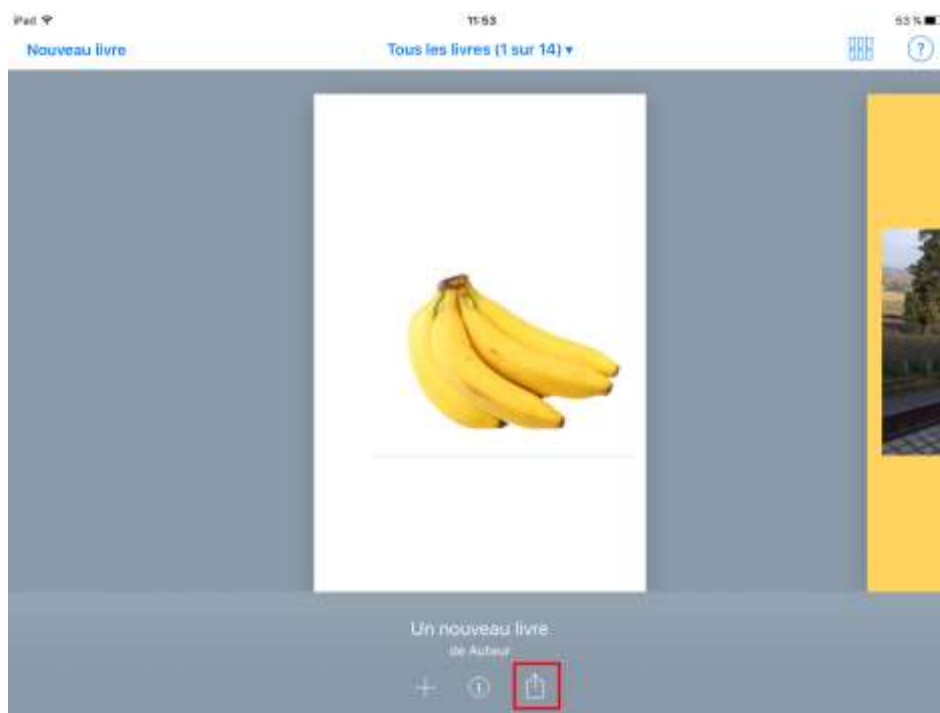 iPad
11:53
53 %
Nouveau livre
Tous les livres (1 sur 14) ▾
?
Un nouveau livre
de Auteur